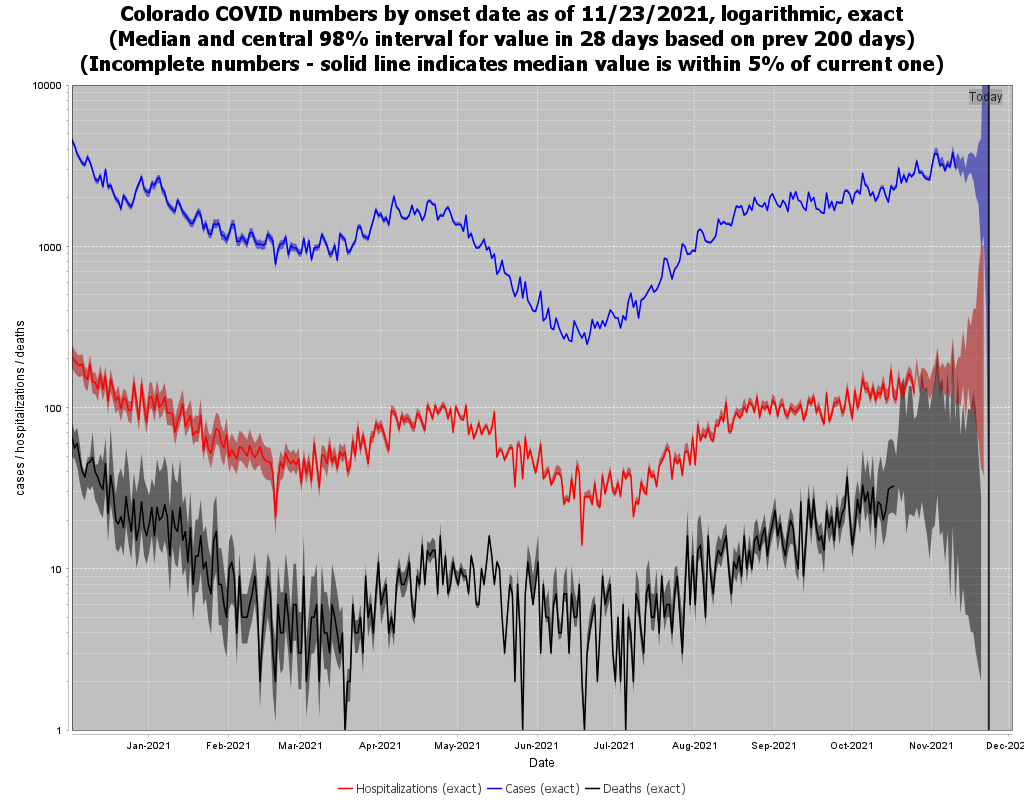 Colorado COVID numbers by onset date as of 11/23/2021, logarithmic, exact
(Median and central 98% interval for value in 28 days based on prev 200 days)
(Incomplete numbers - solid line indicates median value is within 5% of current one)
Today
10000
1000
100
10
1
cases / hospitalizations / deaths
Jan-2021 Feb-2021 Mar-2021 Apr-2021 May-2021 Jun-2021 Jul-2021 Aug-2021 Sep-2021 Oct-2021 Nov-2021 Dec-202
Date
Hospitalizations (exact) Cases (exact) Deaths (exact)